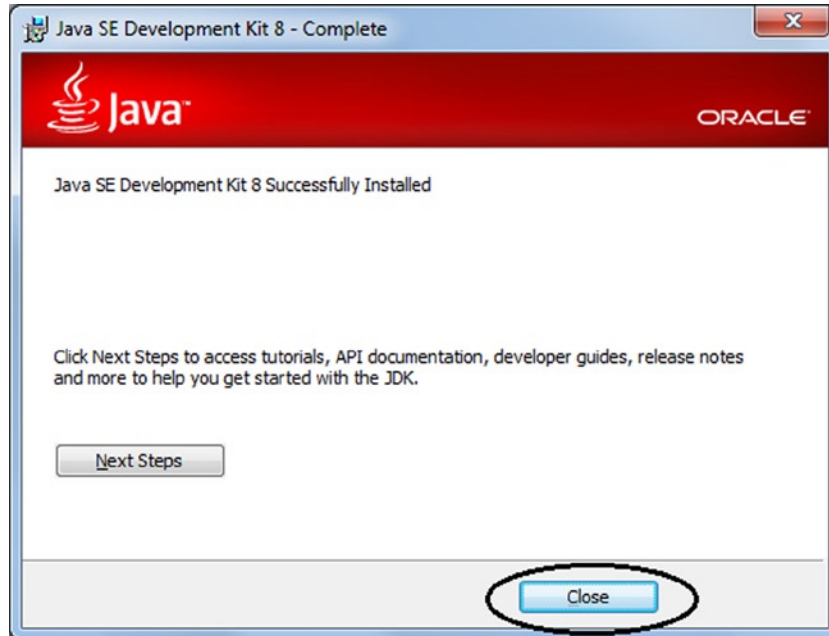 Java SE Development Kit 8 - Complete
Java™
ORACLE®
Java SE Development Kit 8 Successfully Installed
Click Next Steps to access tutorials, API documentation, developer guides, release notes
and more to help you get started with the JDK.
Next Steps
Close